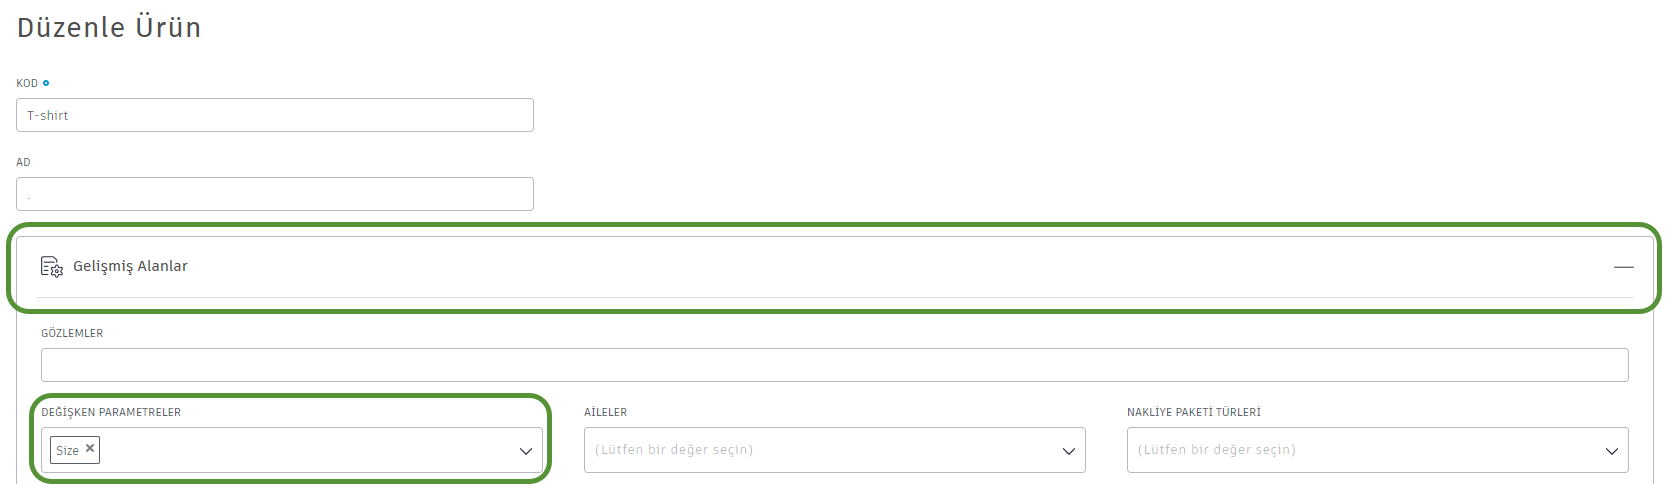 Düzenle Ürün
KOD
T-shirt
AD
.
Gelişmiş Alanlar
GÖZLEMLER
DEĞİŞKEN PARAMETRELER
AİLELER
NAKLİYE PAKETİ TÜRLERİ
Size ×
(Lütfen bir değer seçin)
(Lütfen bir değer seçin)